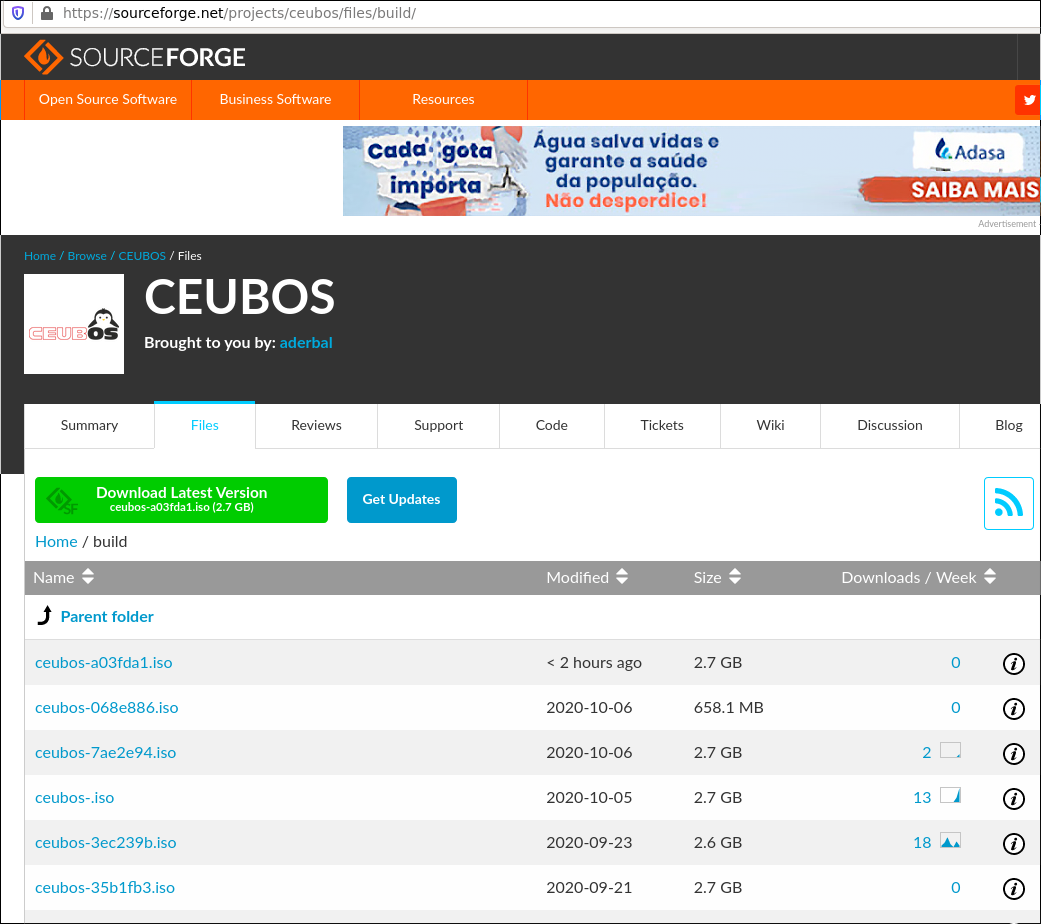 https://sourceforge.net/projects/ceubos/files/build/
SOURCEFORGE
Open Source Software Business Software Resources
Cada gota
importa
Água salva vidas e
garante a saúde
da população.
Não desperdice!
Adasa
SAIBA MAIS
Advertisement
Home / Browse / CEUBOS / Files
CEUBOS
CEUBOS
Brought to you by: aderbal
Summary Files Reviews Support Code Tickets Wiki Discussion Blog
Download Latest Version
ceubos-a03fda1.iso (2.7 GB)
SF
Get Updates
Home / build
Name Modified Size Downloads / Week
Parent folder
ceubos-a03fda1.iso < 2 hours ago 2.7 GB 0 i
ceubos-068e886.iso 2020-10-06 658.1 MB 0 i
ceubos-7ae2e94.iso 2020-10-06 2.7 GB 2 i
ceubos-.iso 2020-10-05 2.7 GB 13 i
ceubos-3ec239b.iso 2020-09-23 2.6 GB 18 i
ceubos-35b1fb3.iso 2020-09-21 2.7 GB 0 i